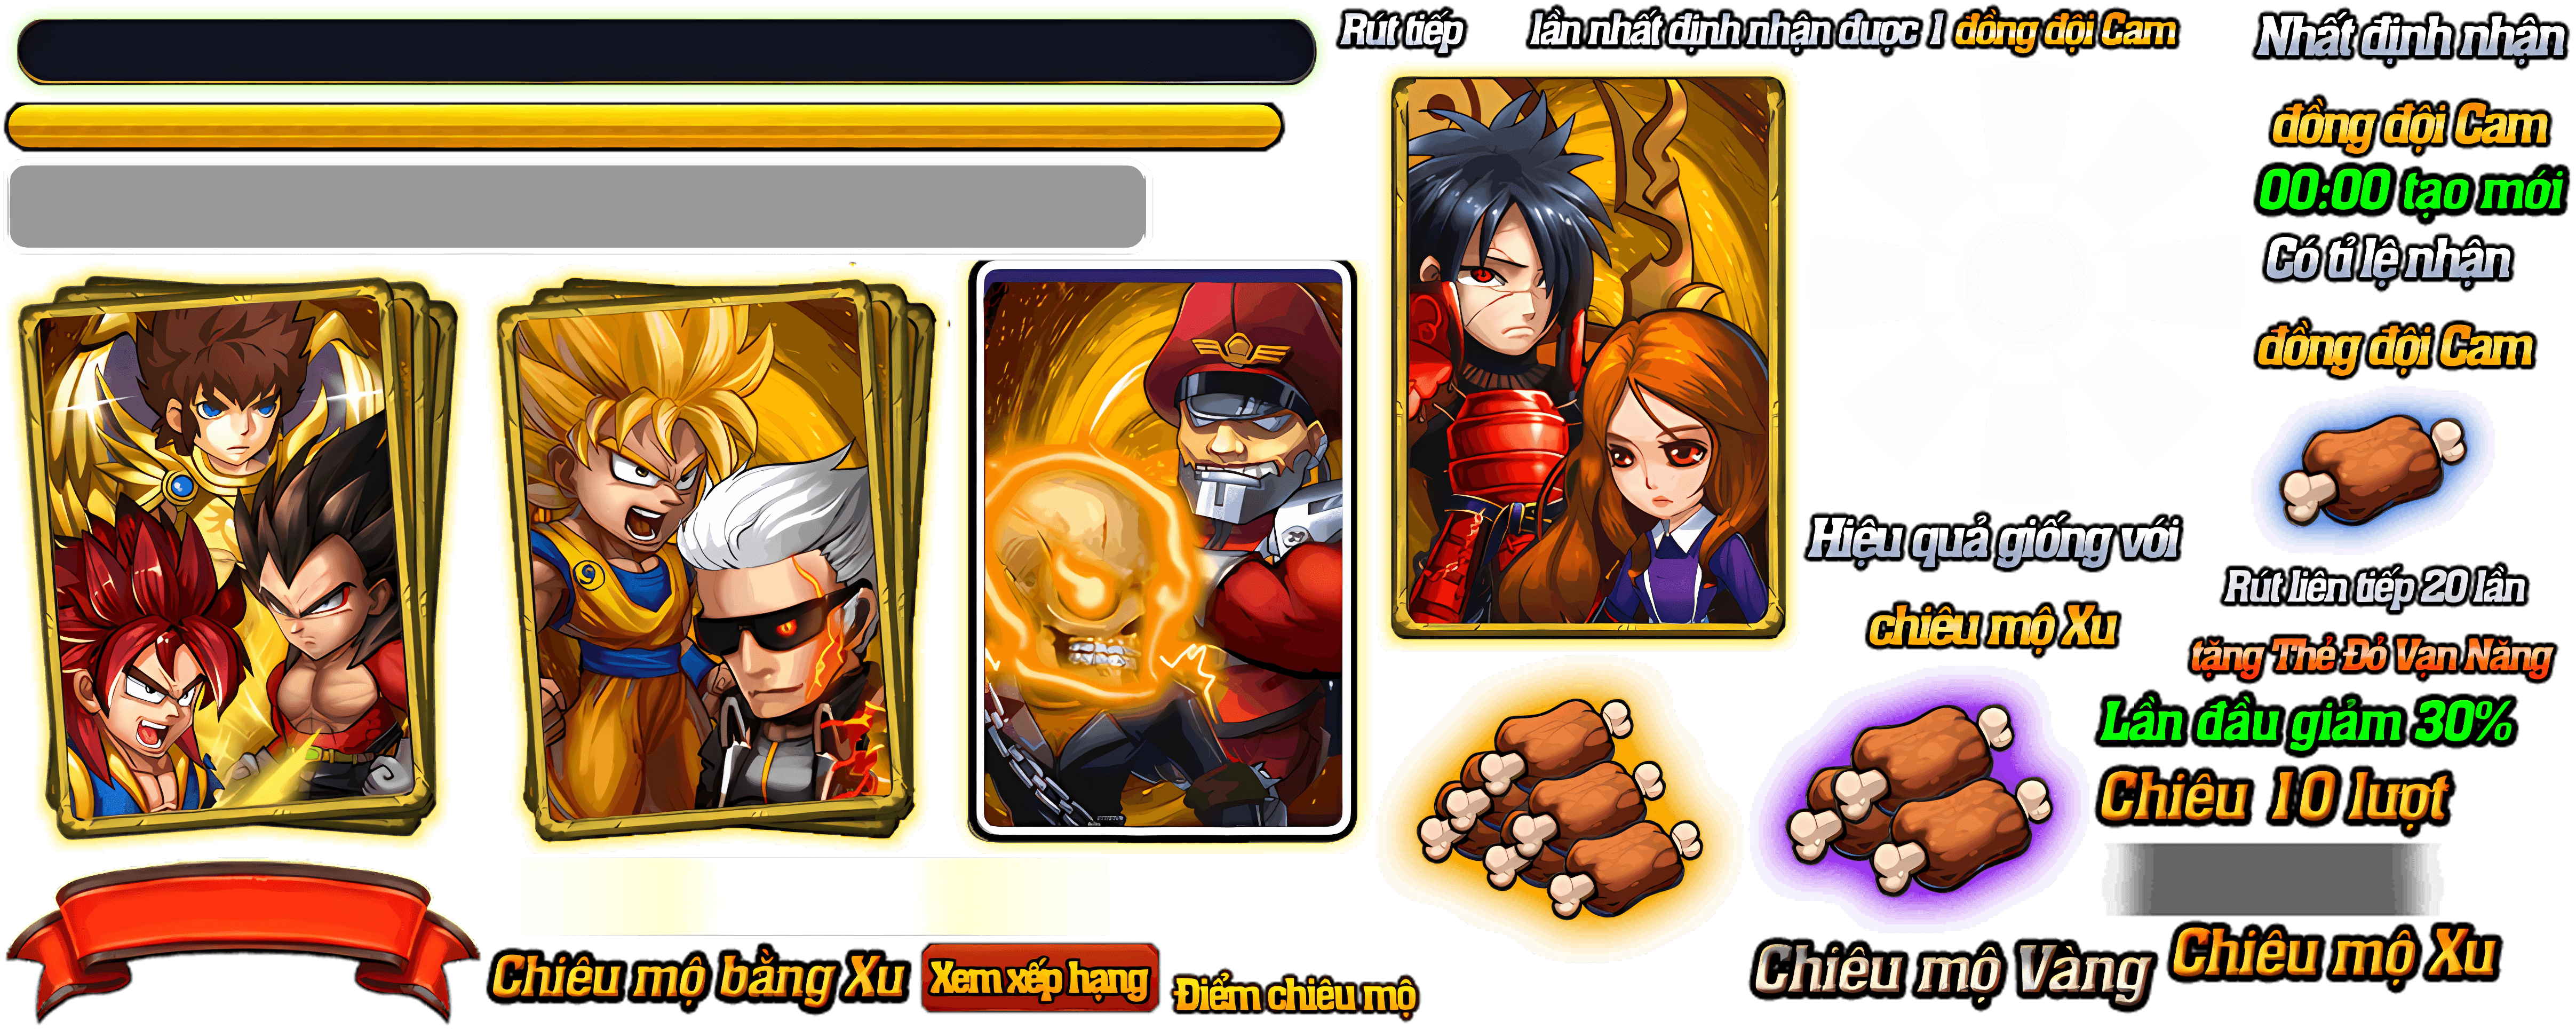 Rút tiếp lần nhất định nhận được 1 đồng đội Cam
Nhất định nhận
đồng đội Cam
00:00 tạo mới
Có tỉ lệ nhận
đồng đội Cam
Hiệu quả giống với
chiêu mộ Xu
Rút liên tiếp 20 lần
tặng Thẻ Đỏ Vạn Năng
Lần đầu giảm 30%
Chiêu 10 lượt
Chiêu mộ Vàng
Chiêu mộ Xu
Chiêu mộ bằng Xu
Xem xếp hạng
Điểm chiêu mộ